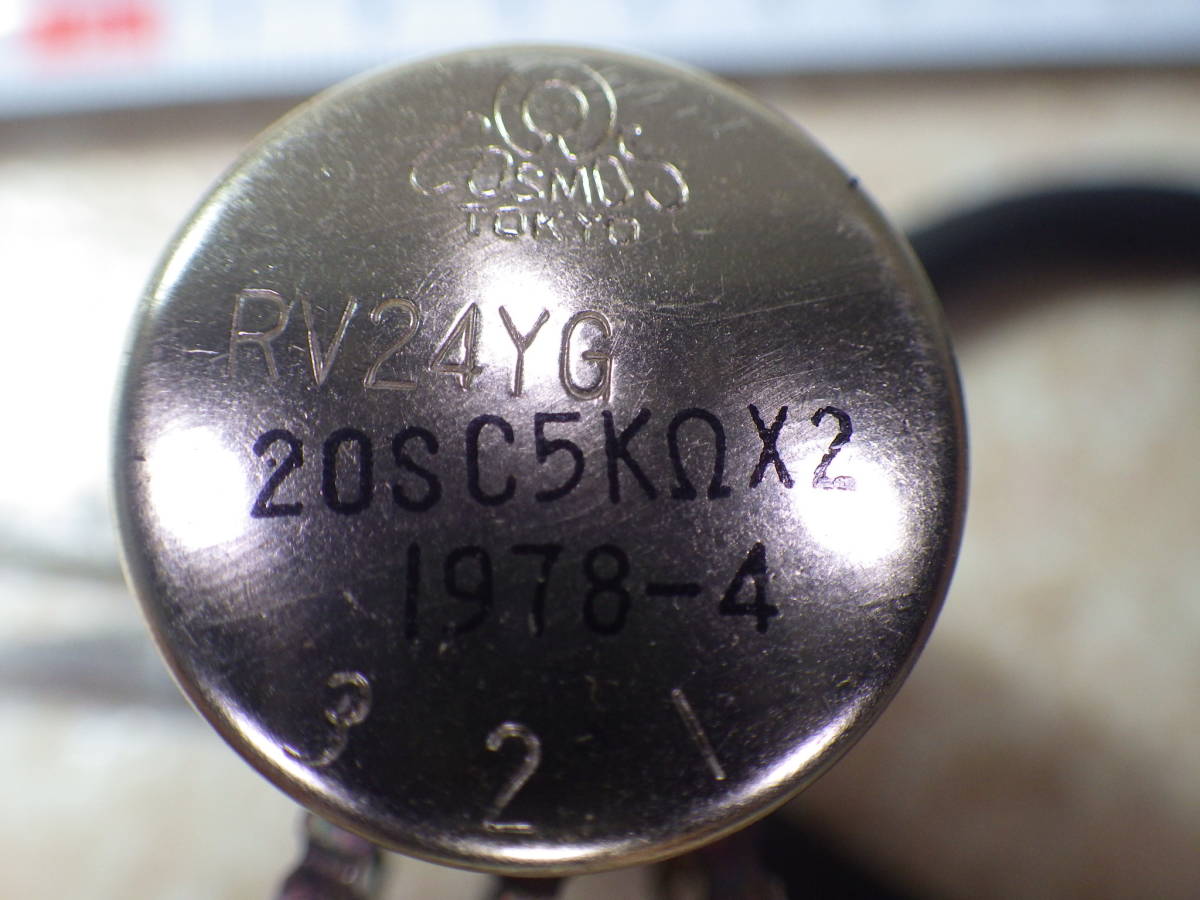 COSMOS
TOKYO
RV24YG
20SC5KΩX2
1978-4
3 2 1